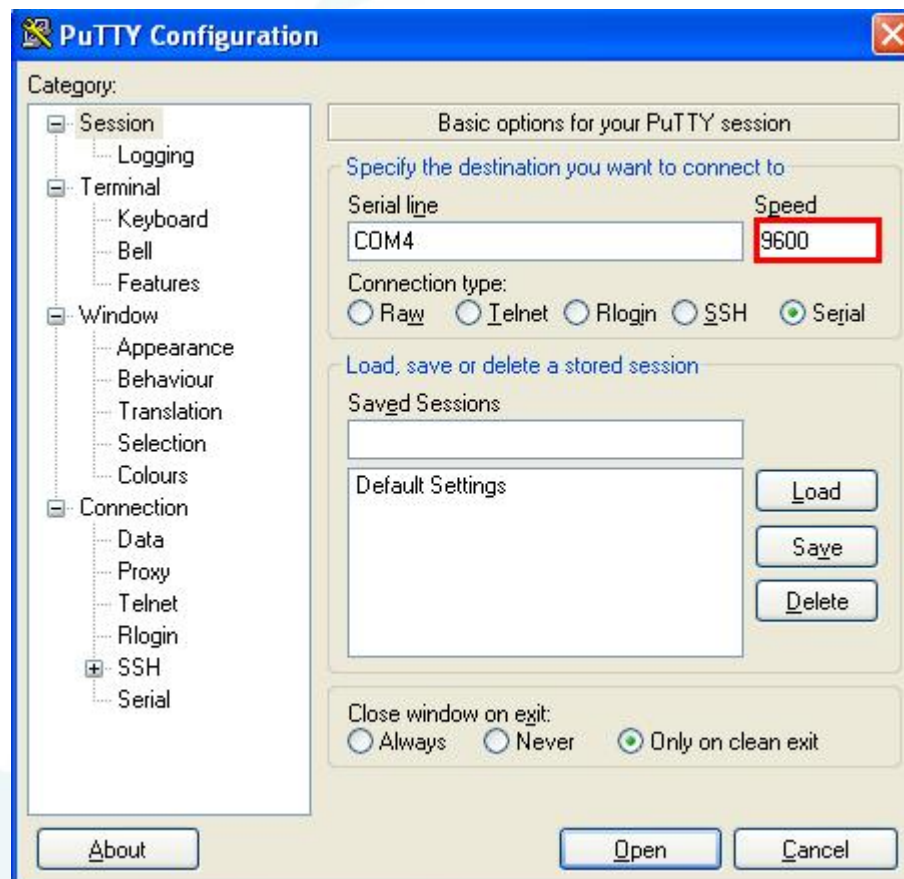 PuTTY Configuration
Category:
Session
Logging
Terminal
Keyboard
Bell
Features
Window
Appearance
Behaviour
Translation
Selection
Colours
Connection
Data
Proxy
Telnet
Rlogin
SSH
Serial
Basic options for your PuTTY session
Specify the destination you want to connect to
Serial line Speed
COM4 9600
Connection type:
Raw Telnet Rlogin SSH Serial
Load, save or delete a stored session
Saved Sessions
Default Settings
Load
Save
Delete
Close window on exit:
Always Never Only on clean exit
About Open Cancel